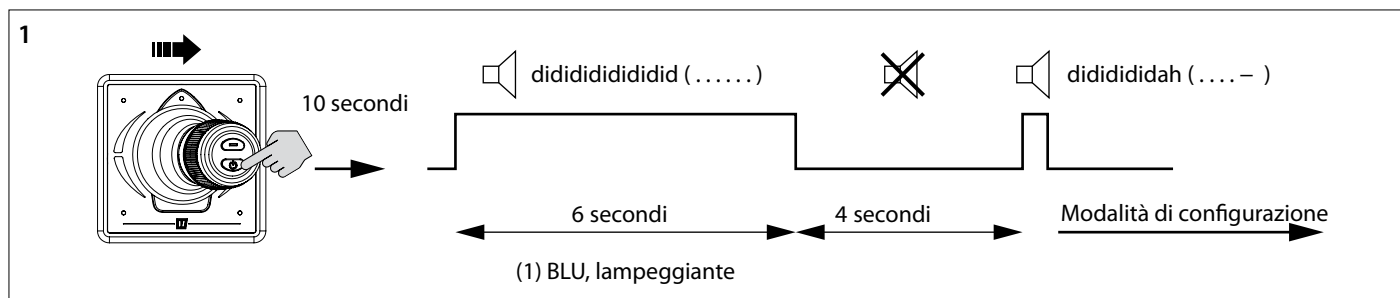 1
didididididid ( . . . . . . )
dididididah ( . . . . – )
10 secondi
6 secondi
4 secondi
Modalità di configurazione
(1) BLU, lampeggiante